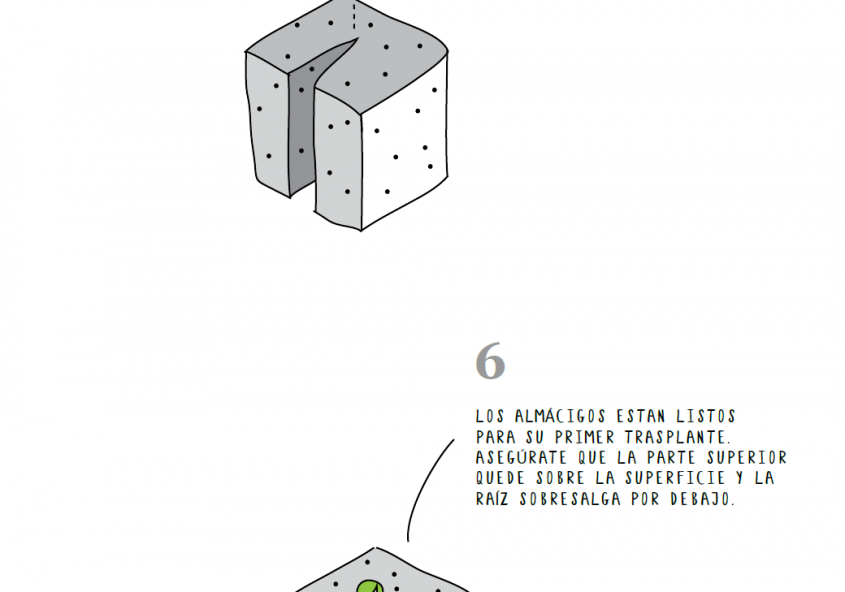 6
LOS ALMÁCIGOS ESTAN LISTOS
PARA SU PRIMER TRASPLANTE.
ASEGÚRATE QUE LA PARTE SUPERIOR
QUEDE SOBRE LA SUPERFICIE Y LA
RAÍZ SOBRESALGA POR DEBAJO.